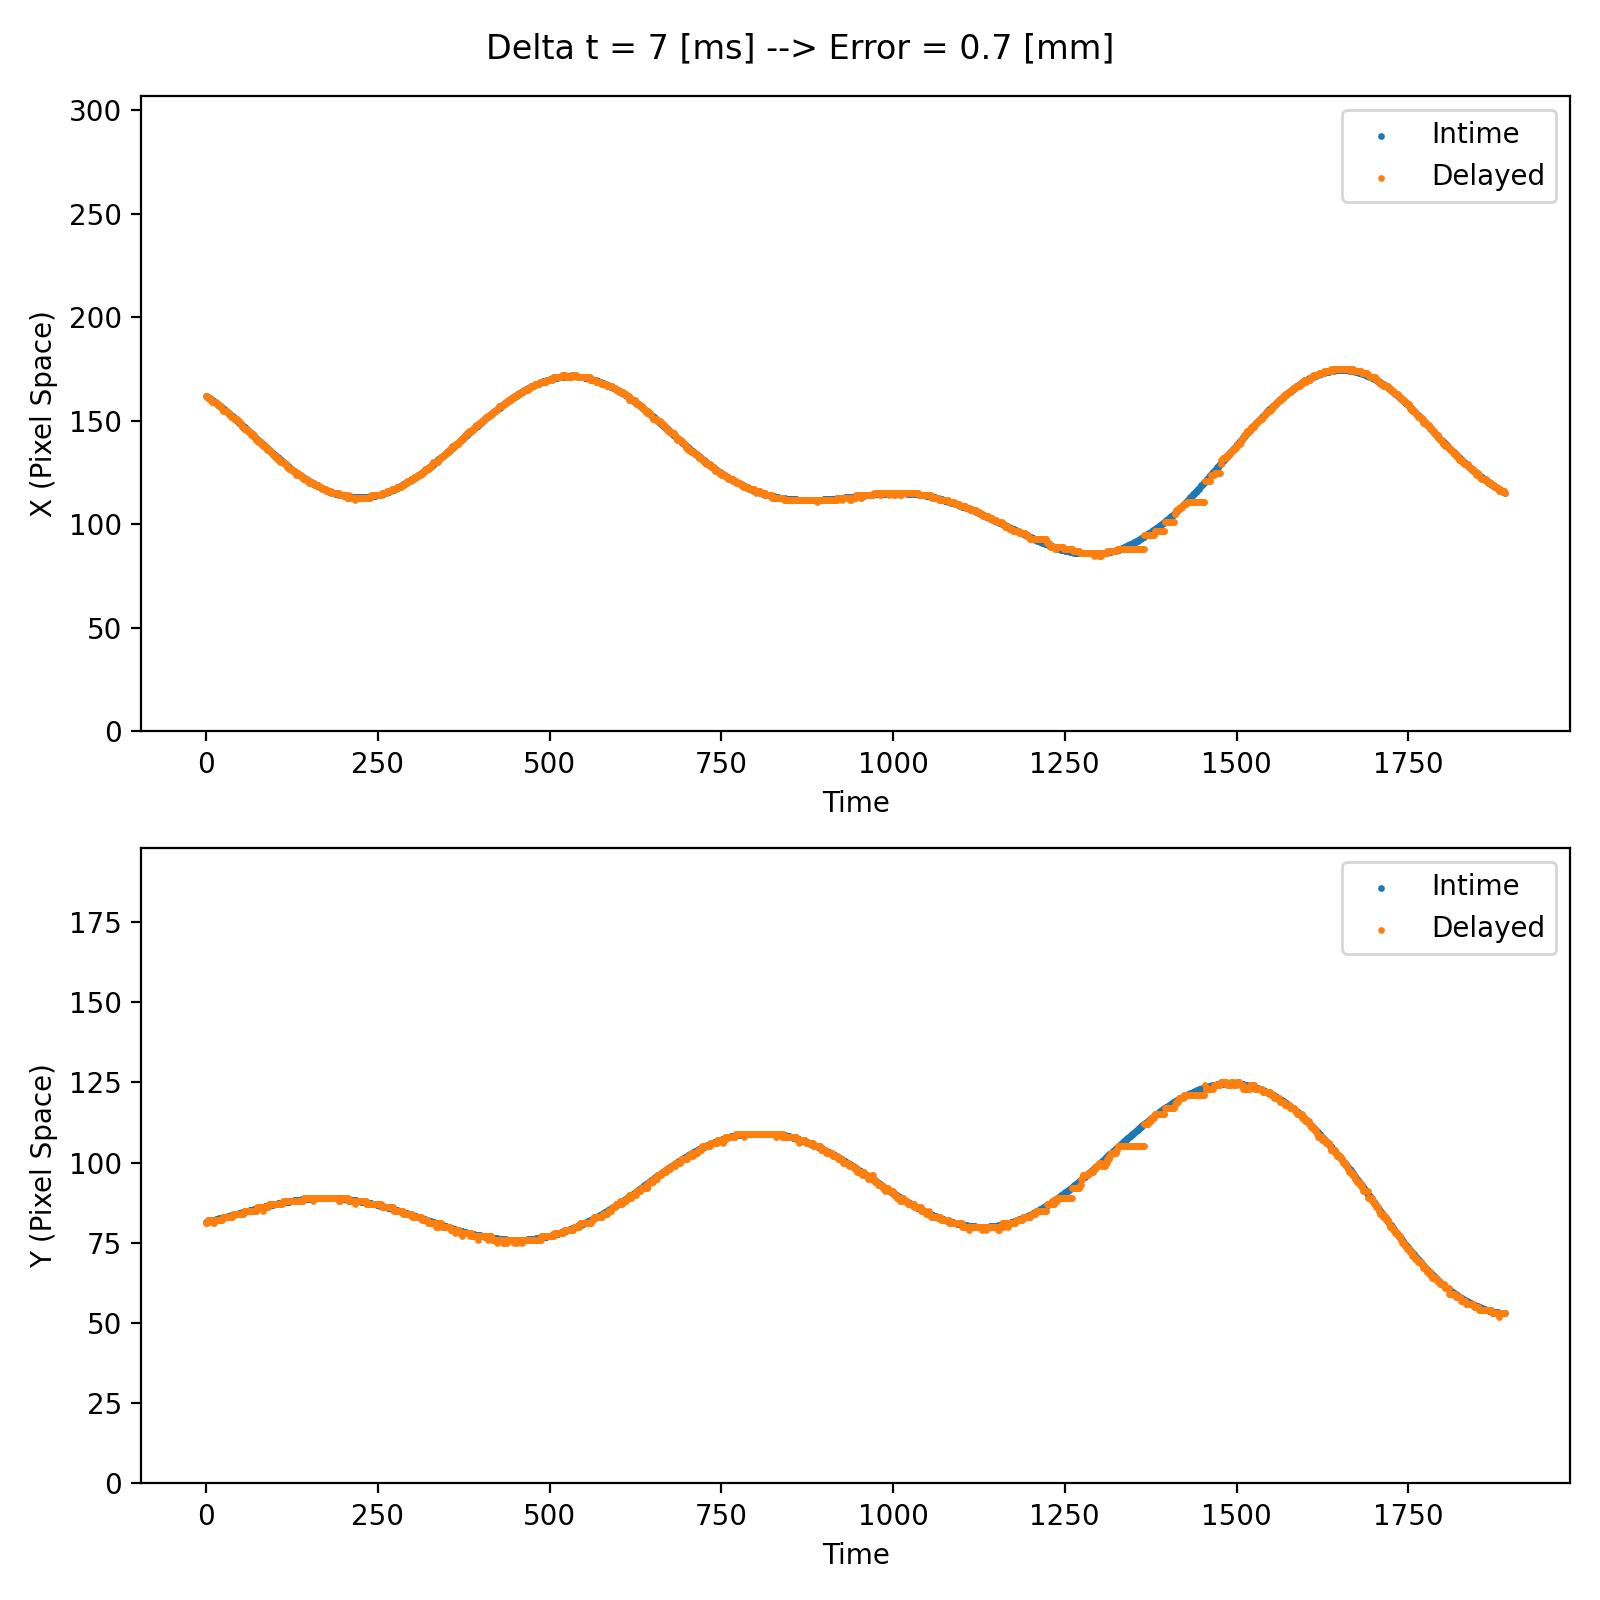 Delta t = 7 [ms] --> Error = 0.7 [mm]
300
250
200
150
100
50
0
X (Pixel Space)
Intime
Delayed
0 250 500 750 1000 1250 1500 1750
Time
175
150
125
100
75
50
25
0
Y (Pixel Space)
Intime
Delayed
0 250 500 750 1000 1250 1500 1750
Time